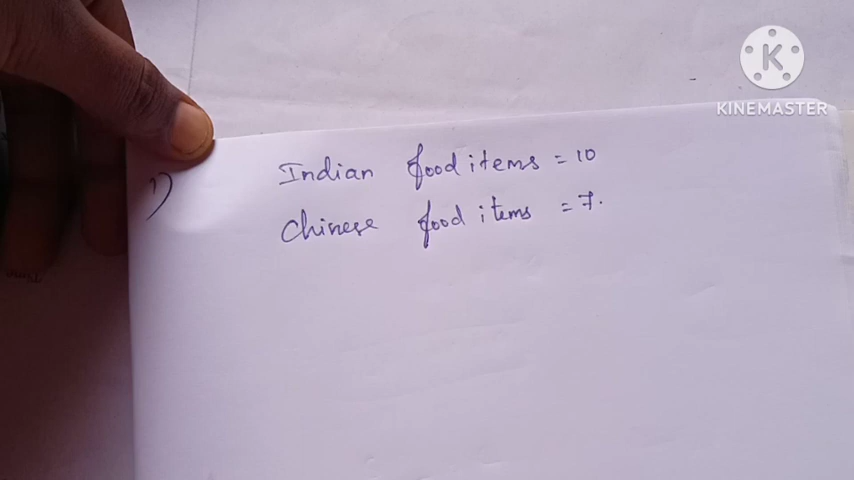 KINEMASTER
1) Indian food items = 10
Chinese food items = 7.